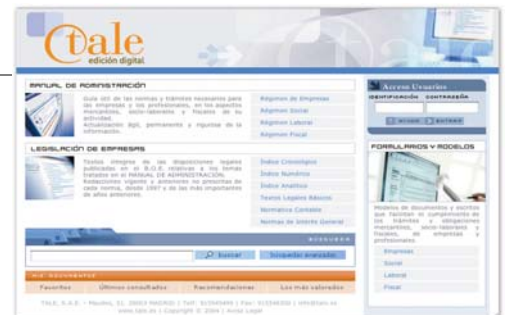 tale
edición digital
MANUAL DE ADMINISTRACIÓN
Guía útil de las normas y trámites necesarios para
las empresas y los profesionales, en los aspectos
mercantiles, socio-laborales y fiscales de su
actividad.
Actualización ágil, permanente y rigurosa de la
información.
Régimen de Empresas
Régimen Social
Régimen Laboral
Régimen Fiscal
LEGISLACIÓN DE EMPRESAS
Textos íntegros de las disposiciones legales
publicadas en el B.O.E. relativas a los temas
tratados en el MANUAL DE ADMINISTRACIÓN.
Redacciones vigente y anteriores no prescritas de
cada norma, desde 1997 y de las más importantes
de años anteriores.
Índice Cronológico
Índice Numérico
Índice Analítico
Textos Legales Básicos
Normativa Contable
Normas de Interés General
BUSCADOR
buscar
búsqueda avanzada
MIS DOCUMENTOS
Favoritos
Últimos consultados
Recomendaciones
Los más valorados
TALE, S.A.E. -
28003 MADRID | Telf:
info@tale.es
www.tale.es | Copyright © 2004 | Aviso Legal
Acceso Usuarios
IDENTIFICACIÓN CONTRASEÑA
AYUDA ENTRAR
FORMULARIOS Y MODELOS
Modelos de documentos y escritos
que facilitan el cumplimiento de
los trámites y obligaciones
mercantiles, socio-laborales y
fiscales, de empresas y
profesionales.
Empresas
Social
Laboral
Fiscal